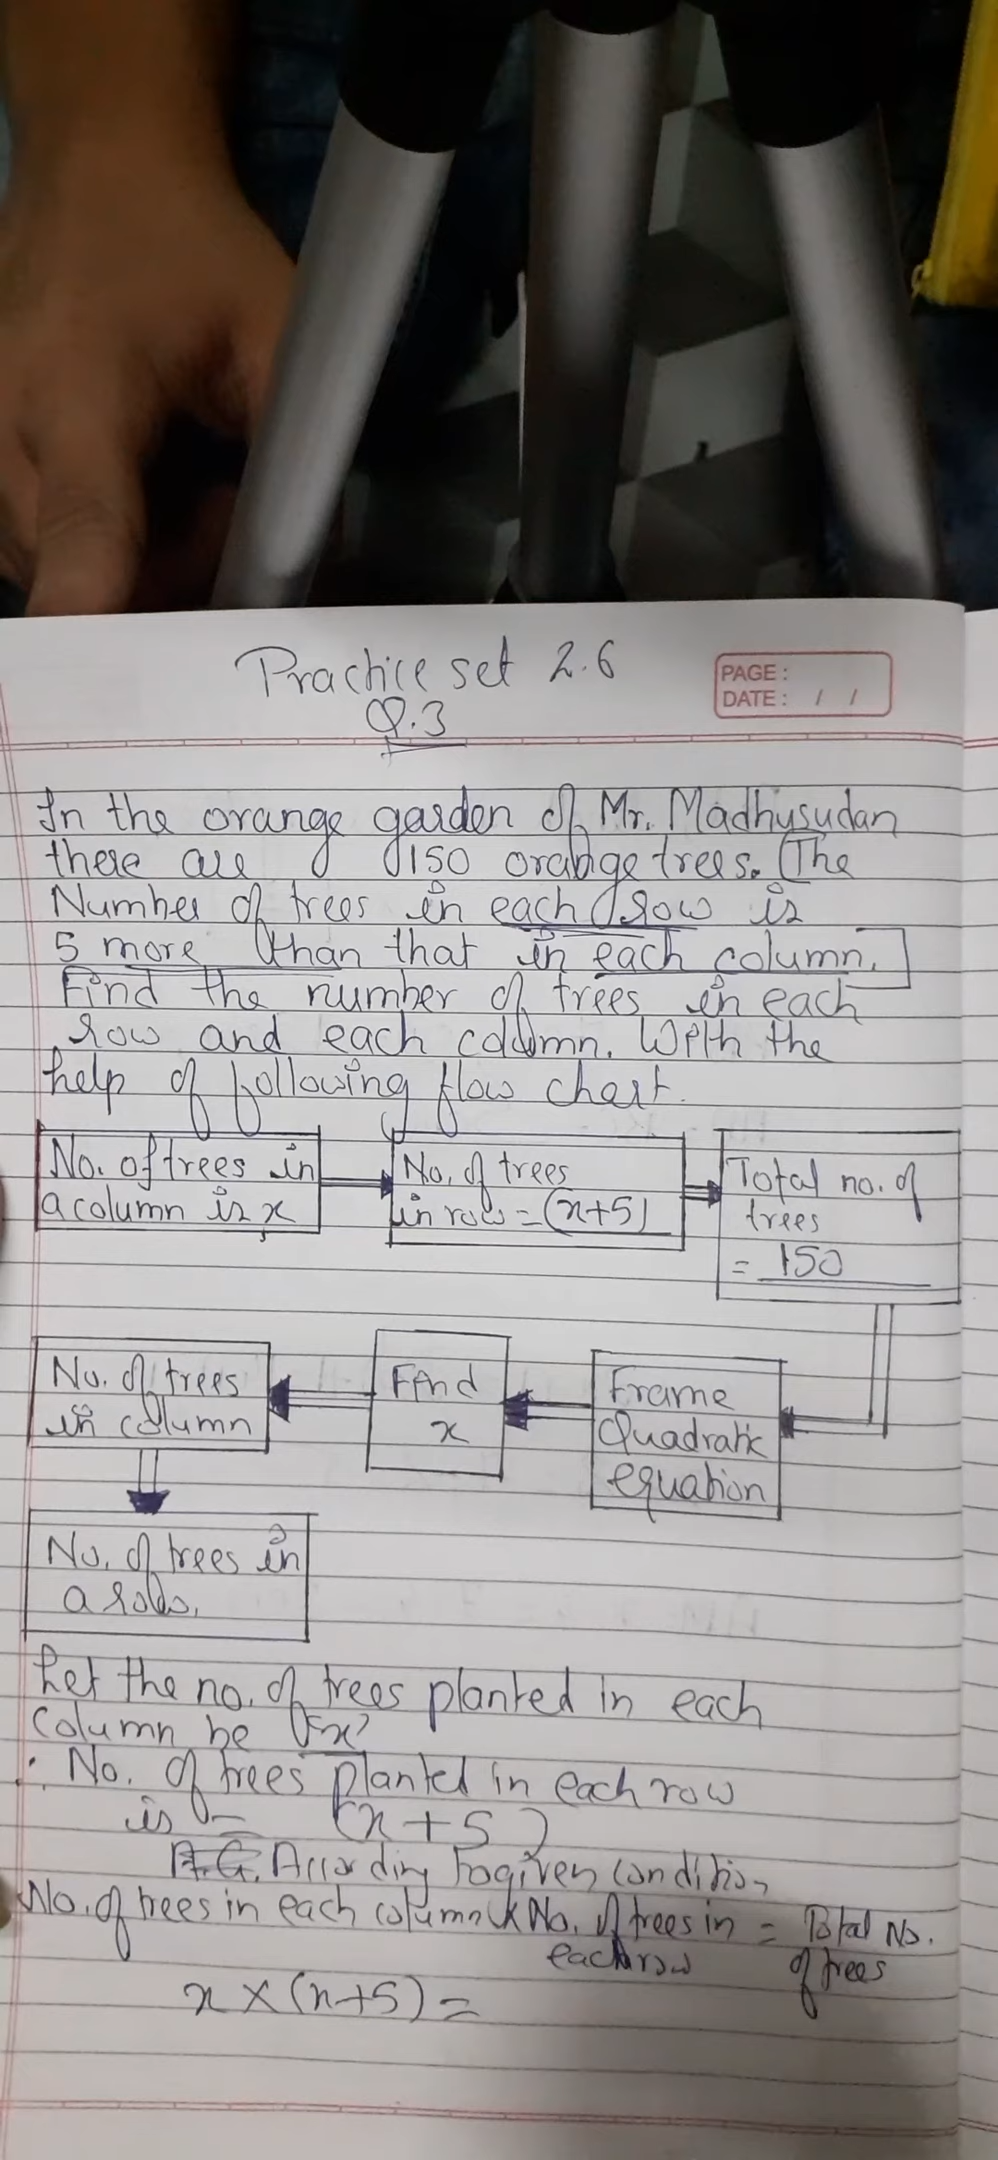 Practice set 2.6
Q.3
PAGE :
DATE : / /
In the orange garden of Mr. Madhusudan
there are 150 orange trees. The
Number of trees in each row is
5 more than that in each column.
Find the number of trees in each
row and each column. With the
help of following flow chart.
No. of trees in
a column is x
No. of trees
in row = (x+5)
Total no. of
trees
= 150
No. of trees
in column
Find
x
Frame
Quadratic
equation
No. of trees in
a row.
Let the no. of trees planted in each
column be 'x'
∴ No. of trees planted in each row
is = (x+5)
A.G. According to given condition
No. of trees in each column x No. of trees in = Total No.
each row of trees
x × (x+5) =